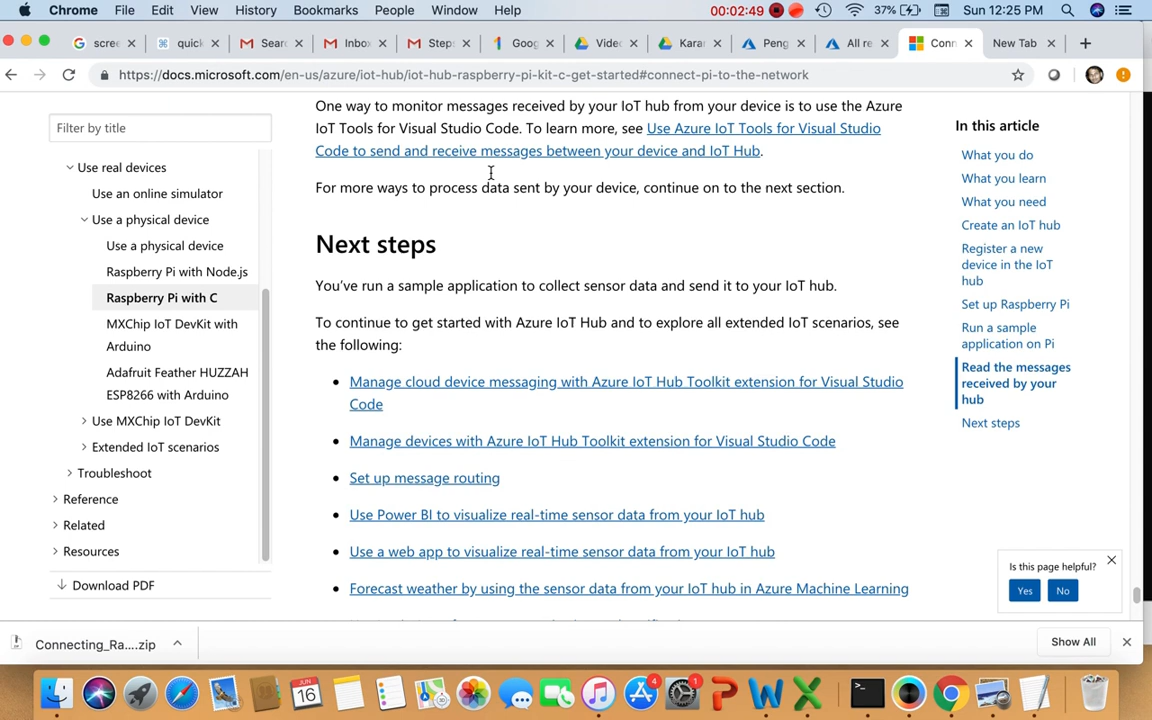 Chrome File Edit View History Bookmarks People Window Help 00:02:49 37% Sun 12:25 PM
scree quick Sear Inbox Step Goog Vide Kara Peng All re Conn New Tab
https://docs.microsoft.com/en-us/azure/iot-hub/iot-hub-raspberry-pi-kit-c-get-started#connect-pi-to-the-network
Filter by title
Use real devices
Use an online simulator
Use a physical device
Use a physical device
Raspberry Pi with Node.js
Raspberry Pi with C
MXChip IoT DevKit with
Arduino
Adafruit Feather HUZZAH
ESP8266 with Arduino
Use MXChip IoT DevKit
Extended IoT scenarios
Troubleshoot
Reference
Related
Resources
Download PDF
One way to monitor messages received by your IoT hub from your device is to use the Azure
IoT Tools for Visual Studio Code. To learn more, see Use Azure IoT Tools for Visual Studio
Code to send and receive messages between your device and IoT Hub.
For more ways to process data sent by your device, continue on to the next section.
Next steps
You've run a sample application to collect sensor data and send it to your IoT hub.
To continue to get started with Azure IoT Hub and to explore all extended IoT scenarios, see
the following:
Manage cloud device messaging with Azure IoT Hub Toolkit extension for Visual Studio
Code
Manage devices with Azure IoT Hub Toolkit extension for Visual Studio Code
Set up message routing
Use Power BI to visualize real-time sensor data from your IoT hub
Use a web app to visualize real-time sensor data from your IoT hub
Forecast weather by using the sensor data from your IoT hub in Azure Machine Learning
In this article
What you do
What you learn
What you need
Create an IoT hub
Register a new
device in the IoT
hub
Set up Raspberry Pi
Run a sample
application on Pi
Read the messages
received by your
hub
Next steps
Is this page helpful?
Yes No
Connecting_Ra....zip
Show All
JUN
16
4
1